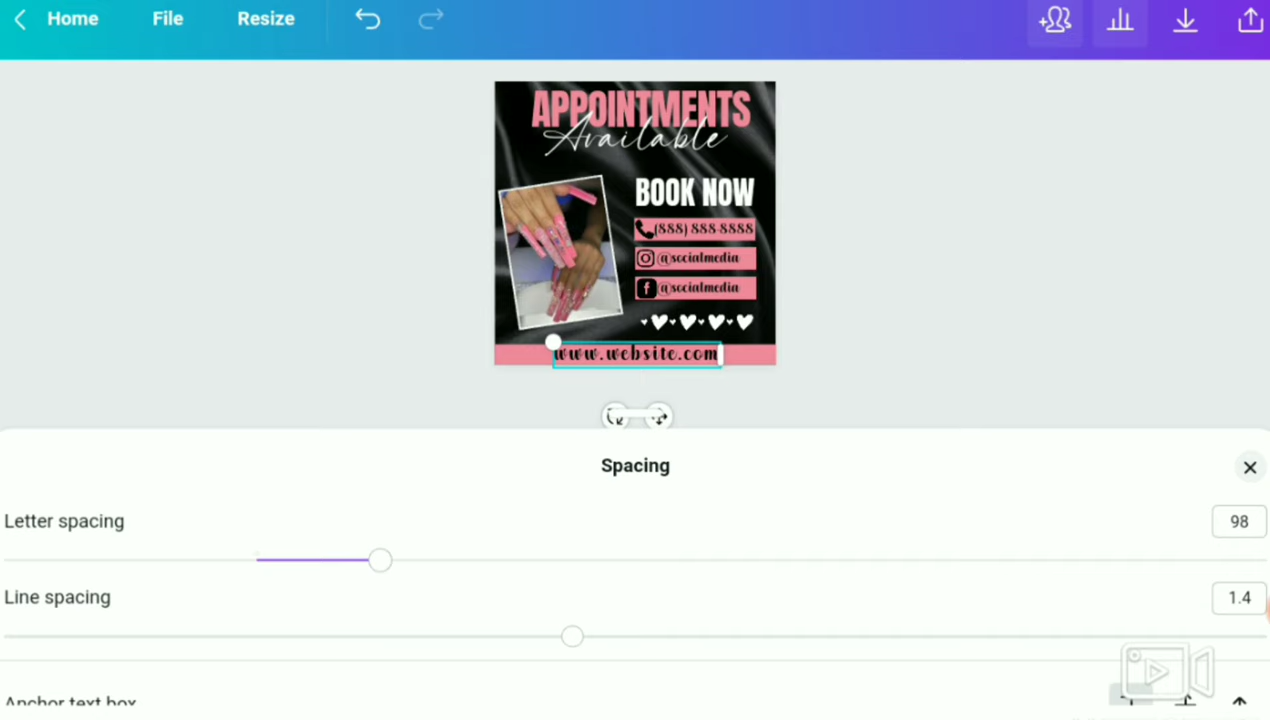 Home File Resize
APPOINTMENTS
Available
BOOK NOW
(888) 888-8888
@socialmedia
f @socialmedia
www.website.com
Spacing
Letter spacing 98
Line spacing 1.4
Anchor text box